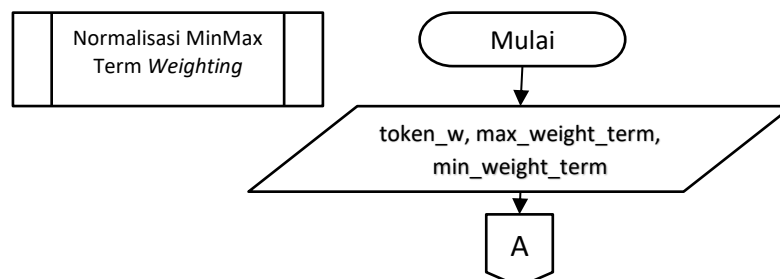 Normalisasi MinMax
Term Weighting
Mulai
token_w, max_weight_term,
min_weight_term
A